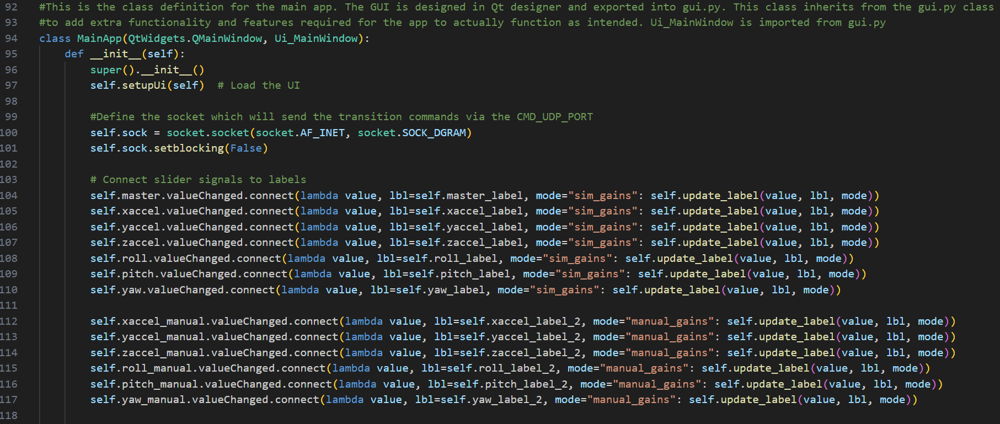 92 #This is the class definition for the main app. The GUI is designed in Qt designer and exported into gui.py. This class inherits from the gui.py class
93 #to add extra functionality and features required for the app to actually function as intended. Ui_MainWindow is imported from gui.py
94 class MainApp(QtWidgets.QMainWindow, Ui_MainWindow):
95     def __init__(self):
96         super().__init__()
97         self.setupUi(self)  # Load the UI
98
99         #Define the socket which will send the transition commands via the CMD_UDP_PORT
100         self.sock = socket.socket(socket.AF_INET, socket.SOCK_DGRAM)
101         self.sock.setblocking(False)
102
103         # Connect slider signals to labels
104         self.master.valueChanged.connect(lambda value, lbl=self.master_label, mode="sim_gains": self.update_label(value, lbl, mode))
105         self.xaccel.valueChanged.connect(lambda value, lbl=self.xaccel_label, mode="sim_gains": self.update_label(value, lbl, mode))
106         self.yaccel.valueChanged.connect(lambda value, lbl=self.yaccel_label, mode="sim_gains": self.update_label(value, lbl, mode))
107         self.zaccel.valueChanged.connect(lambda value, lbl=self.zaccel_label, mode="sim_gains": self.update_label(value, lbl, mode))
108         self.roll.valueChanged.connect(lambda value, lbl=self.roll_label, mode="sim_gains": self.update_label(value, lbl, mode))
109         self.pitch.valueChanged.connect(lambda value, lbl=self.pitch_label, mode="sim_gains": self.update_label(value, lbl, mode))
110         self.yaw.valueChanged.connect(lambda value, lbl=self.yaw_label, mode="sim_gains": self.update_label(value, lbl, mode))
111
112         self.xaccel_manual.valueChanged.connect(lambda value, lbl=self.xaccel_label_2, mode="manual_gains": self.update_label(value, lbl, mode))
113         self.yaccel_manual.valueChanged.connect(lambda value, lbl=self.yaccel_label_2, mode="manual_gains": self.update_label(value, lbl, mode))
114         self.zaccel_manual.valueChanged.connect(lambda value, lbl=self.zaccel_label_2, mode="manual_gains": self.update_label(value, lbl, mode))
115         self.roll_manual.valueChanged.connect(lambda value, lbl=self.roll_label_2, mode="manual_gains": self.update_label(value, lbl, mode))
116         self.pitch_manual.valueChanged.connect(lambda value, lbl=self.pitch_label_2, mode="manual_gains": self.update_label(value, lbl, mode))
117         self.yaw_manual.valueChanged.connect(lambda value, lbl=self.yaw_label_2, mode="manual_gains": self.update_label(value, lbl, mode))
118